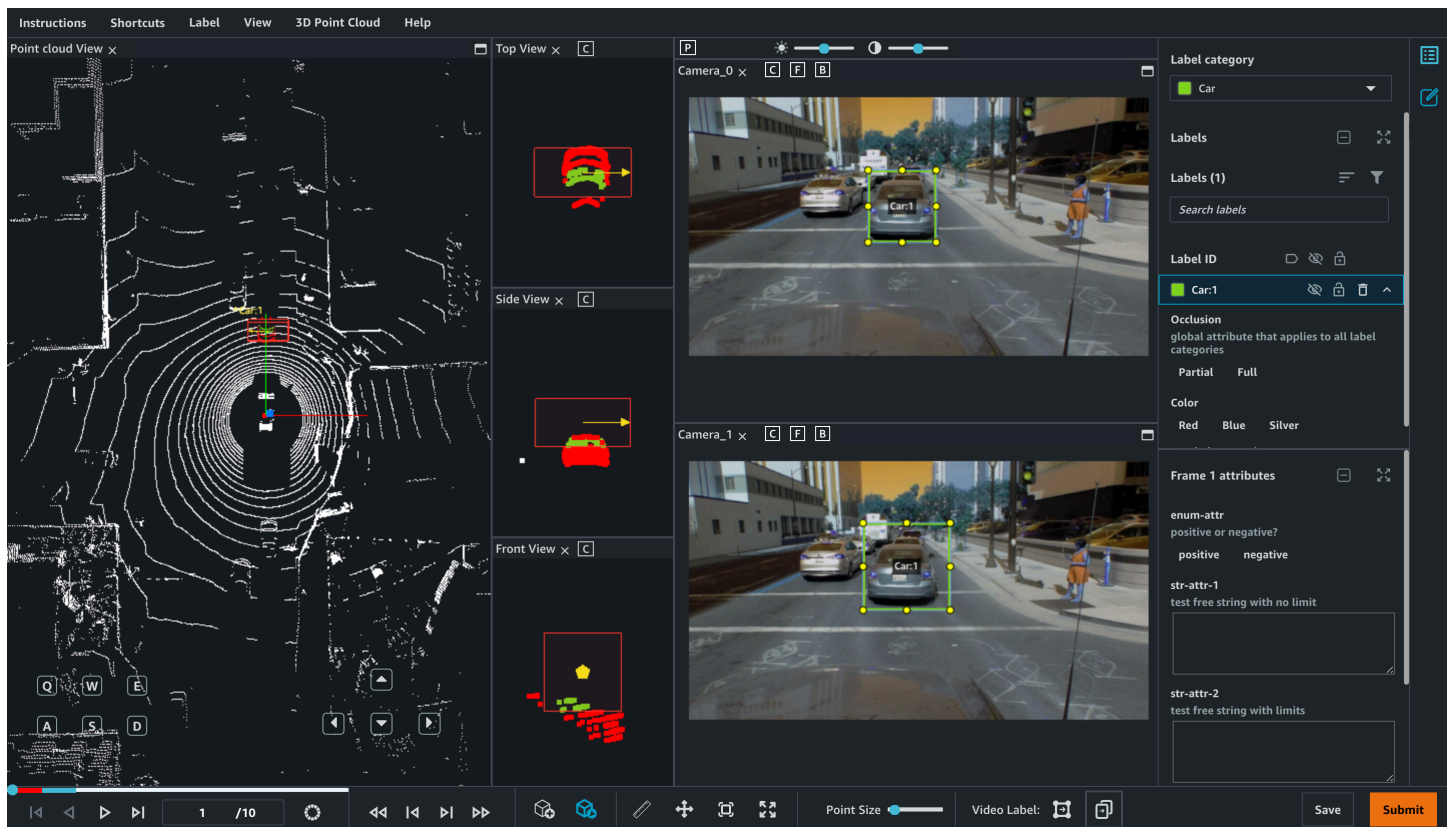 Instructions Shortcuts Label View 3D Point Cloud Help
Point cloud View
Car:1
Q W E
A S D
Top View C
Side View C
Front View C
P
Camera_0 C F B
Car:1
Camera_1 C F B
Car:1
Label category
Car
Labels
Labels (1)
Search labels
Label ID
Car:1
Occlusion
global attribute that applies to all label
categories
Partial Full
Color
Red Blue Silver
Frame 1 attributes
enum-attr
positive or negative?
positive negative
str-attr-1
test free string with no limit
str-attr-2
test free string with limits
1 /10
Point Size
Video Label:
Save Submit